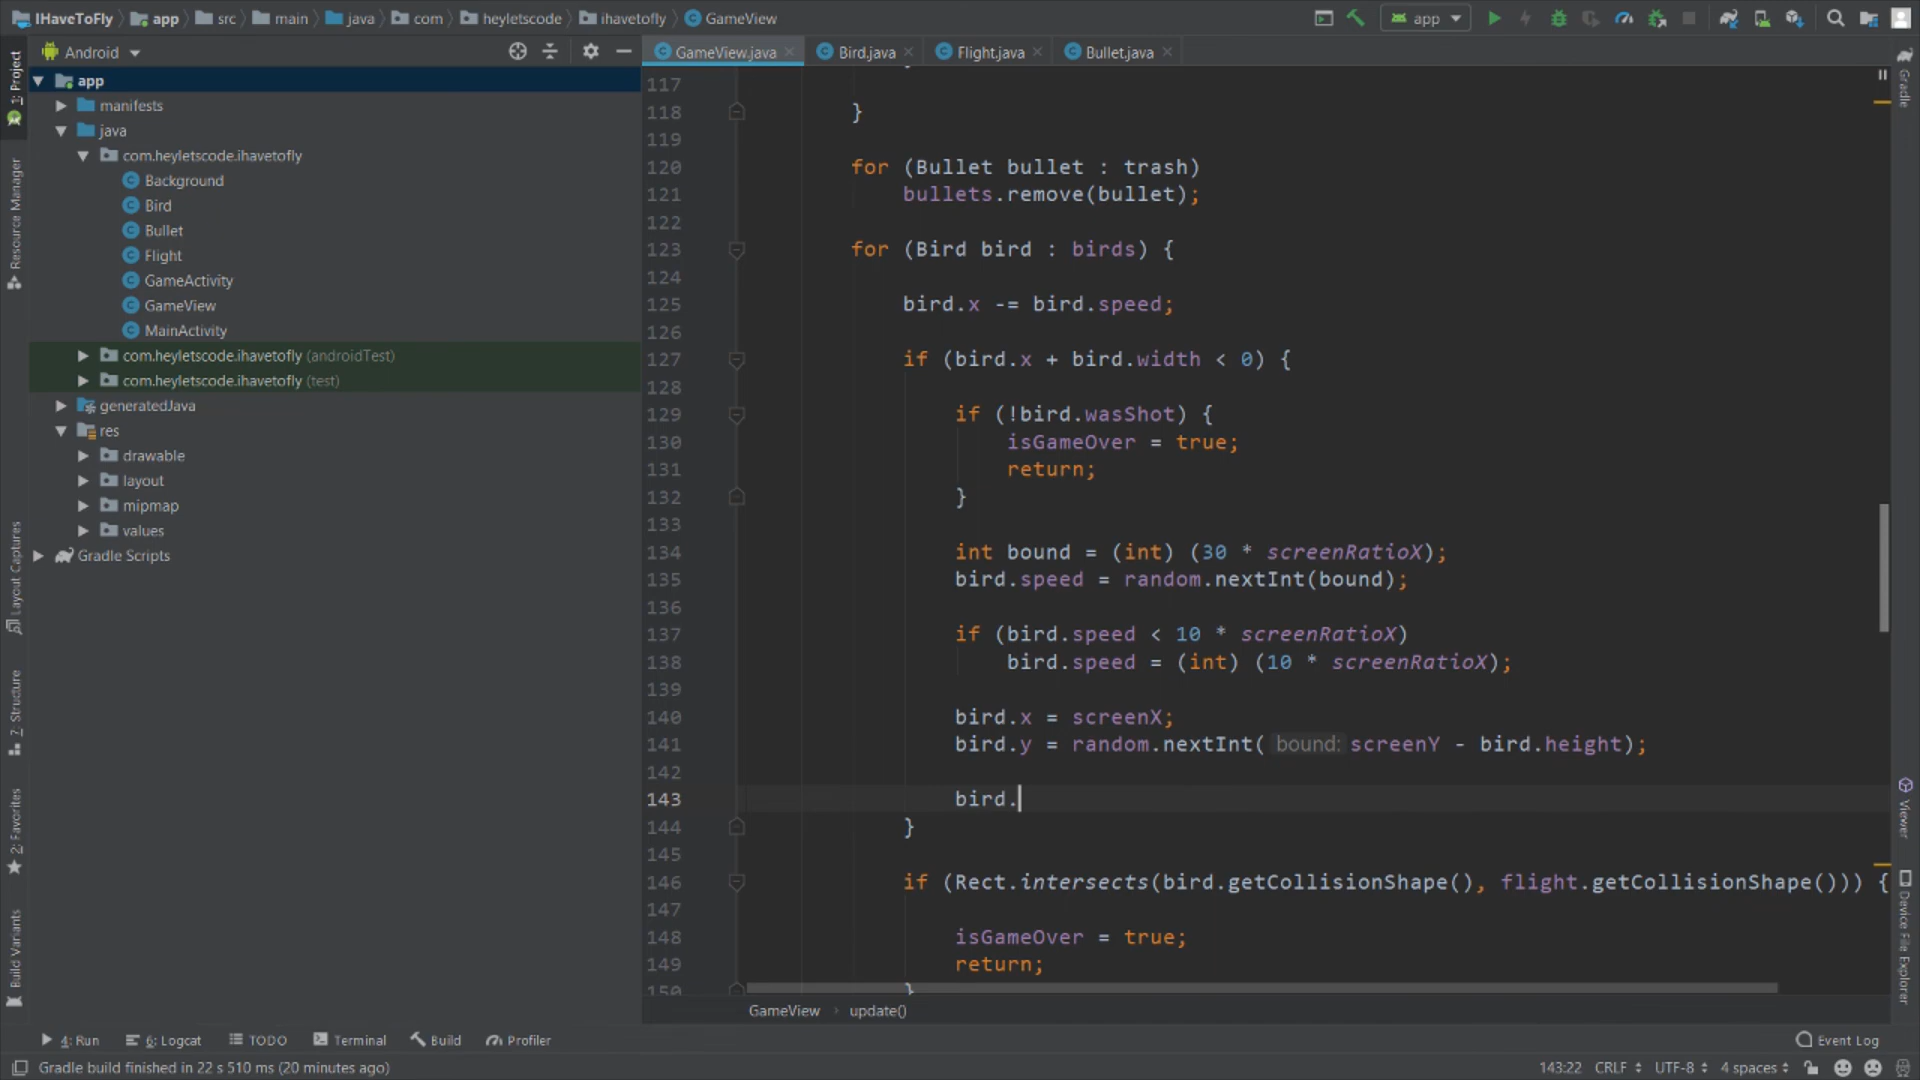 IHaveToFly app src main java com heyletscode ihavetofly GameView app
Android
GameView.java Bird.java Flight.java Bullet.java
1: Project
Resource Manager
Layout Captures
7: Structure
2: Favorites
Build Variants
app
manifests
java
com.heyletscode.ihavetofly
Background
Bird
Bullet
Flight
GameActivity
GameView
MainActivity
com.heyletscode.ihavetofly (androidTest)
com.heyletscode.ihavetofly (test)
generatedJava
res
drawable
layout
mipmap
values
Gradle Scripts
117
118 }
119
120 for (Bullet bullet : trash)
121 bullets.remove(bullet);
122
123 for (Bird bird : birds) {
124
125 bird.x -= bird.speed;
126
127 if (bird.x + bird.width < 0) {
128
129 if (!bird.wasShot) {
130 isGameOver = true;
131 return;
132 }
133
134 int bound = (int) (30 * screenRatioX);
135 bird.speed = random.nextInt(bound);
136
137 if (bird.speed < 10 * screenRatioX)
138 bird.speed = (int) (10 * screenRatioX);
139
140 bird.x = screenX;
141 bird.y = random.nextInt( bound: screenY - bird.height);
142
143 bird.
144 }
145
146 if (Rect.intersects(bird.getCollisionShape(), flight.getCollisionShape())) {
147
148 isGameOver = true;
149 return;
150 }
GameView update()
Gradle
Viewer
Device File Explorer
4: Run 6: Logcat TODO Terminal Build Profiler Event Log
Gradle build finished in 22 s 510 ms (20 minutes ago) 143:22 CRLF UTF-8 4 spaces